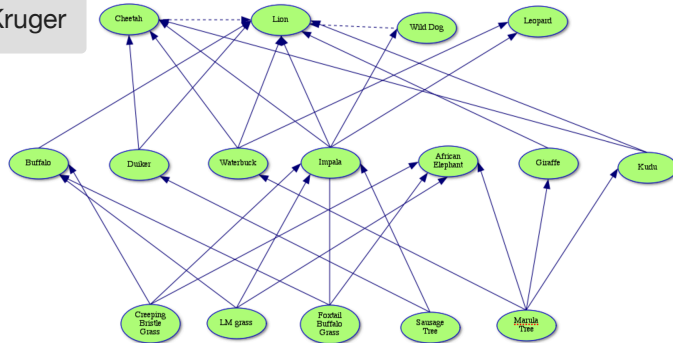 Kruger
Cheetah
Lion
Wild Dog
Leopard
Buffalo
Duiker
Waterbuck
Impala
African
Elephant
Giraffe
Kudu
Creeping
Bristle
Grass
LM grass
Foxtail
Buffalo
Grass
Sausage
Tree
Marula
Tree